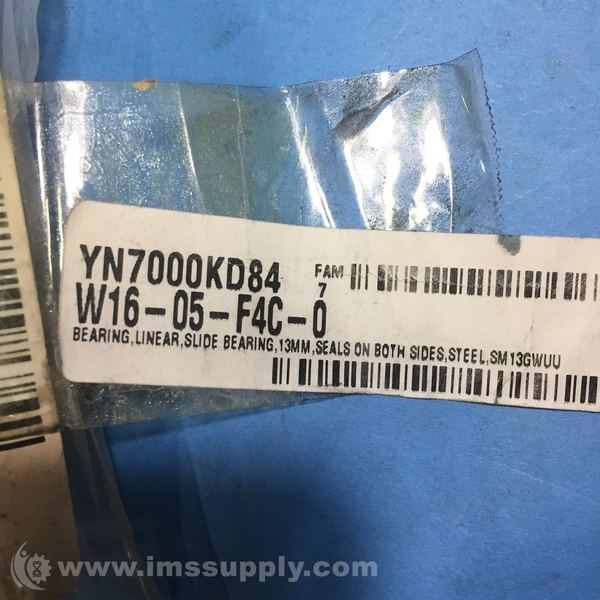 YN7000KD84
FAM
7
W16-05-F4C-0
BEARING,LINEAR,SLIDE BEARING,13MM,SEALS ON BOTH SIDES,STEEL,SM13GWUU
www.imssupply.com